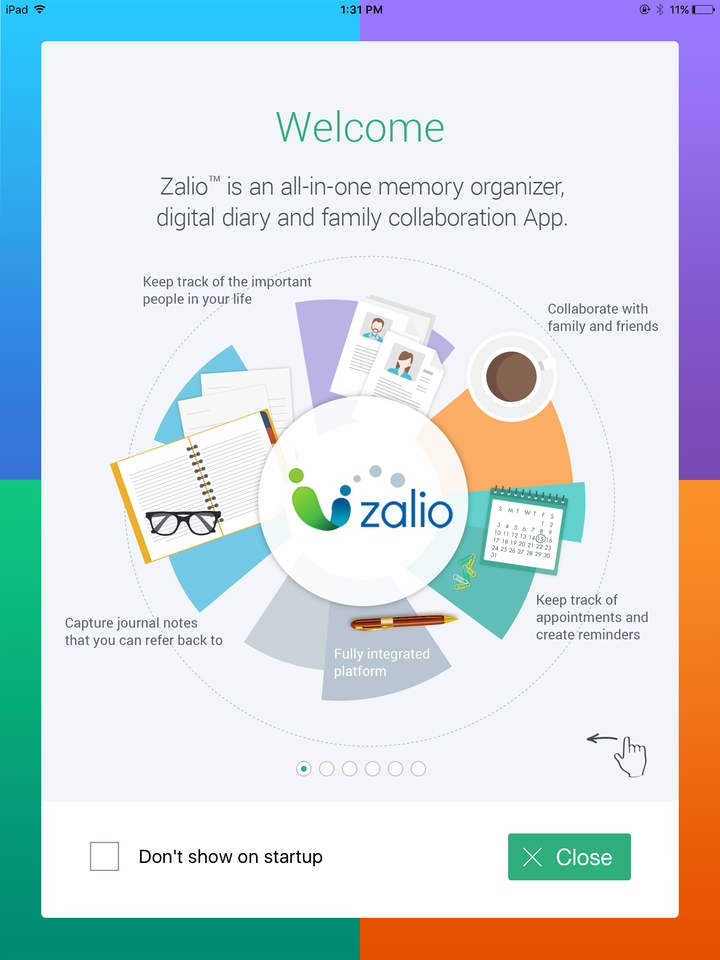 iPad 1:31 PM 11%
Welcome
Zalio™ is an all-in-one memory organizer,
digital diary and family collaboration App.
Keep track of the important
people in your life
Collaborate with
family and friends
zalio
S M T W T F S
1 2
3 4 5 6 7 8 9
10 11 12 13 14 15 16
17 18 19 20 21 22 23
24 25 26 27 28 29 30
31
Keep track of
appointments and
create reminders
Capture journal notes
that you can refer back to
Fully integrated
platform
Don't show on startup
Close